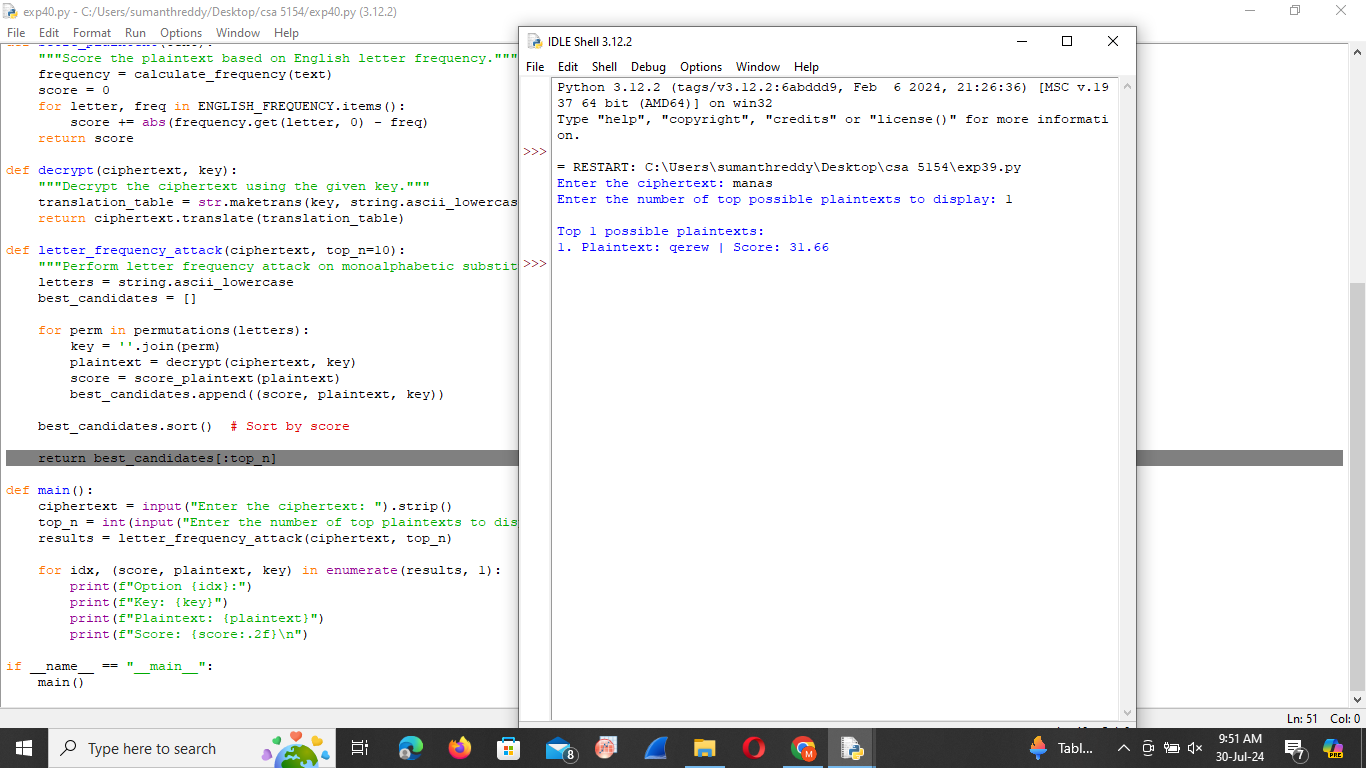 exp40.py - C:/Users/sumanthreddy/Desktop/csa 5154/exp40.py (3.12.2)
File Edit Format Run Options Window Help
"""Score the plaintext based on English letter frequency."""
frequency = calculate_frequency(text)
score = 0
for letter, freq in ENGLISH_FREQUENCY.items():
score += abs(frequency.get(letter, 0) - freq)
return score
def decrypt(ciphertext, key):
"""Decrypt the ciphertext using the given key."""
translation_table = str.maketrans(key, string.ascii_lowercas
return ciphertext.translate(translation_table)
def letter_frequency_attack(ciphertext, top_n=10):
"""Perform letter frequency attack on monoalphabetic substit
letters = string.ascii_lowercase
best_candidates = []
for perm in permutations(letters):
key = ''.join(perm)
plaintext = decrypt(ciphertext, key)
score = score_plaintext(plaintext)
best_candidates.append((score, plaintext, key))
best_candidates.sort()  # Sort by score
return best_candidates[:top_n]
def main():
ciphertext = input("Enter the ciphertext: ").strip()
top_n = int(input("Enter the number of top plaintexts to dis
results = letter_frequency_attack(ciphertext, top_n)
for idx, (score, plaintext, key) in enumerate(results, 1):
print(f"Option {idx}:")
print(f"Key: {key}")
print(f"Plaintext: {plaintext}")
print(f"Score: {score:.2f}\n")
if __name__ == "__main__":
main()
IDLE Shell 3.12.2
File Edit Shell Debug Options Window Help
Python 3.12.2 (tags/v3.12.2:6abddd9, Feb  6 2024, 21:26:36) [MSC v.19
37 64 bit (AMD64)] on win32
Type "help", "copyright", "credits" or "license()" for more informati
on.
>>>
= RESTART: C:\Users\sumanthreddy\Desktop\csa 5154\exp39.py
Enter the ciphertext: manas
Enter the number of top possible plaintexts to display: 1
Top 1 possible plaintexts:
1. Plaintext: qerew | Score: 31.66
>>>
Ln: 51 Col: 0
Type here to search
8
M
Tabl...
9:51 AM
30-Jul-24
7
PRE